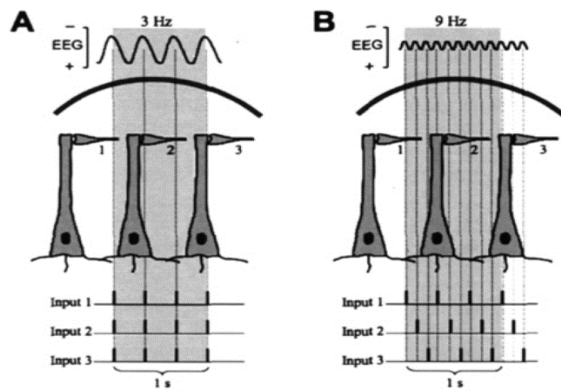 A
3 Hz
−
EEG
+
1
2
3
Input 1
Input 2
Input 3
1 s
B
9 Hz
−
EEG
+
1
2
3
Input 1
Input 2
Input 3
1 s